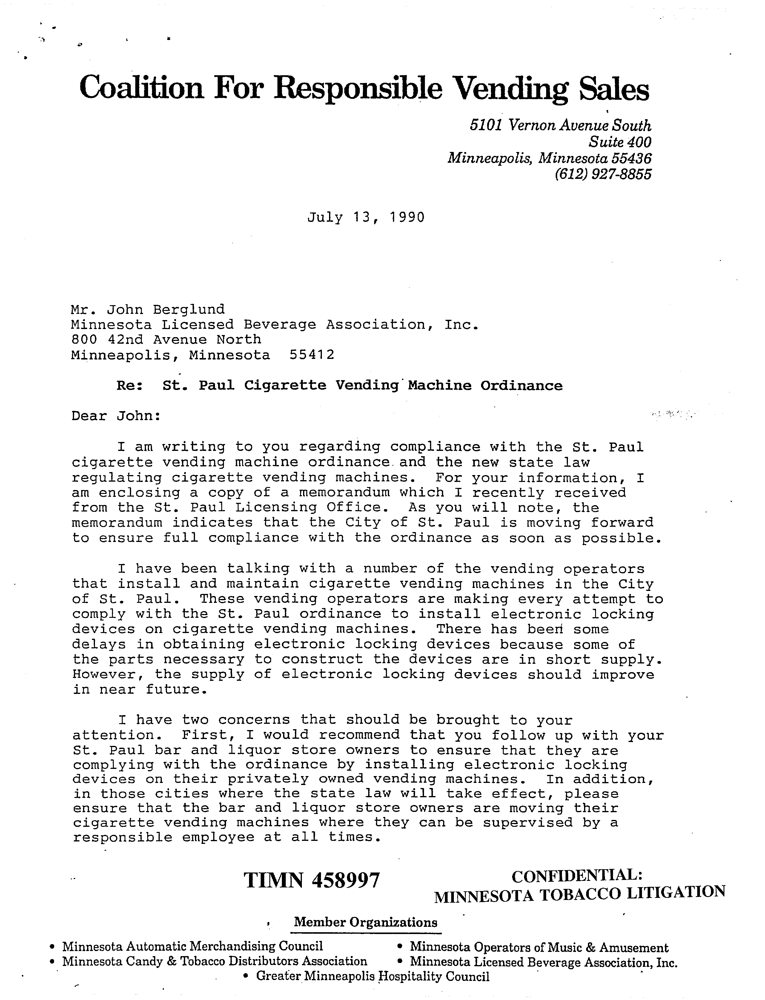 Coalition For Responsible Vending Sales
5101 Vernon Avenue South
Suite 400
Minneapolis, Minnesota 55436
(612) 927-8855
July 13, 1990
Mr. John Berglund
Minnesota Licensed Beverage Association, Inc.
800 42nd Avenue North
Minneapolis, Minnesota 55412
Re: St. Paul Cigarette Vending Machine Ordinance
Dear John:
I am writing to you regarding compliance with the St. Paul
cigarette vending machine ordinance and the new state law
regulating cigarette vending machines. For your information, I
am enclosing a copy of a memorandum which I recently received
from the St. Paul Licensing Office. As you will note, the
memorandum indicates that the City of St. Paul is moving forward
to ensure full compliance with the ordinance as soon as possible.
I have been talking with a number of the vending operators
that install and maintain cigarette vending machines in the City
of St. Paul. These vending operators are making every attempt to
comply with the St. Paul ordinance to install electronic locking
devices on cigarette vending machines. There has been some
delays in obtaining electronic locking devices because some of
the parts necessary to construct the devices are in short supply.
However, the supply of electronic locking devices should improve
in near future.
I have two concerns that should be brought to your
attention. First, I would recommend that you follow up with your
St. Paul bar and liquor store owners to ensure that they are
complying with the ordinance by installing electronic locking
devices on their privately owned vending machines. In addition,
in those cities where the state law will take effect, please
ensure that the bar and liquor store owners are moving their
cigarette vending machines where they can be supervised by a
responsible employee at all times.
TIMN 458997
CONFIDENTIAL:
MINNESOTA TOBACCO LITIGATION
Member Organizations
• Minnesota Automatic Merchandising Council • Minnesota Operators of Music & Amusement
• Minnesota Candy & Tobacco Distributors Association • Minnesota Licensed Beverage Association, Inc.
• Greater Minneapolis Hospitality Council